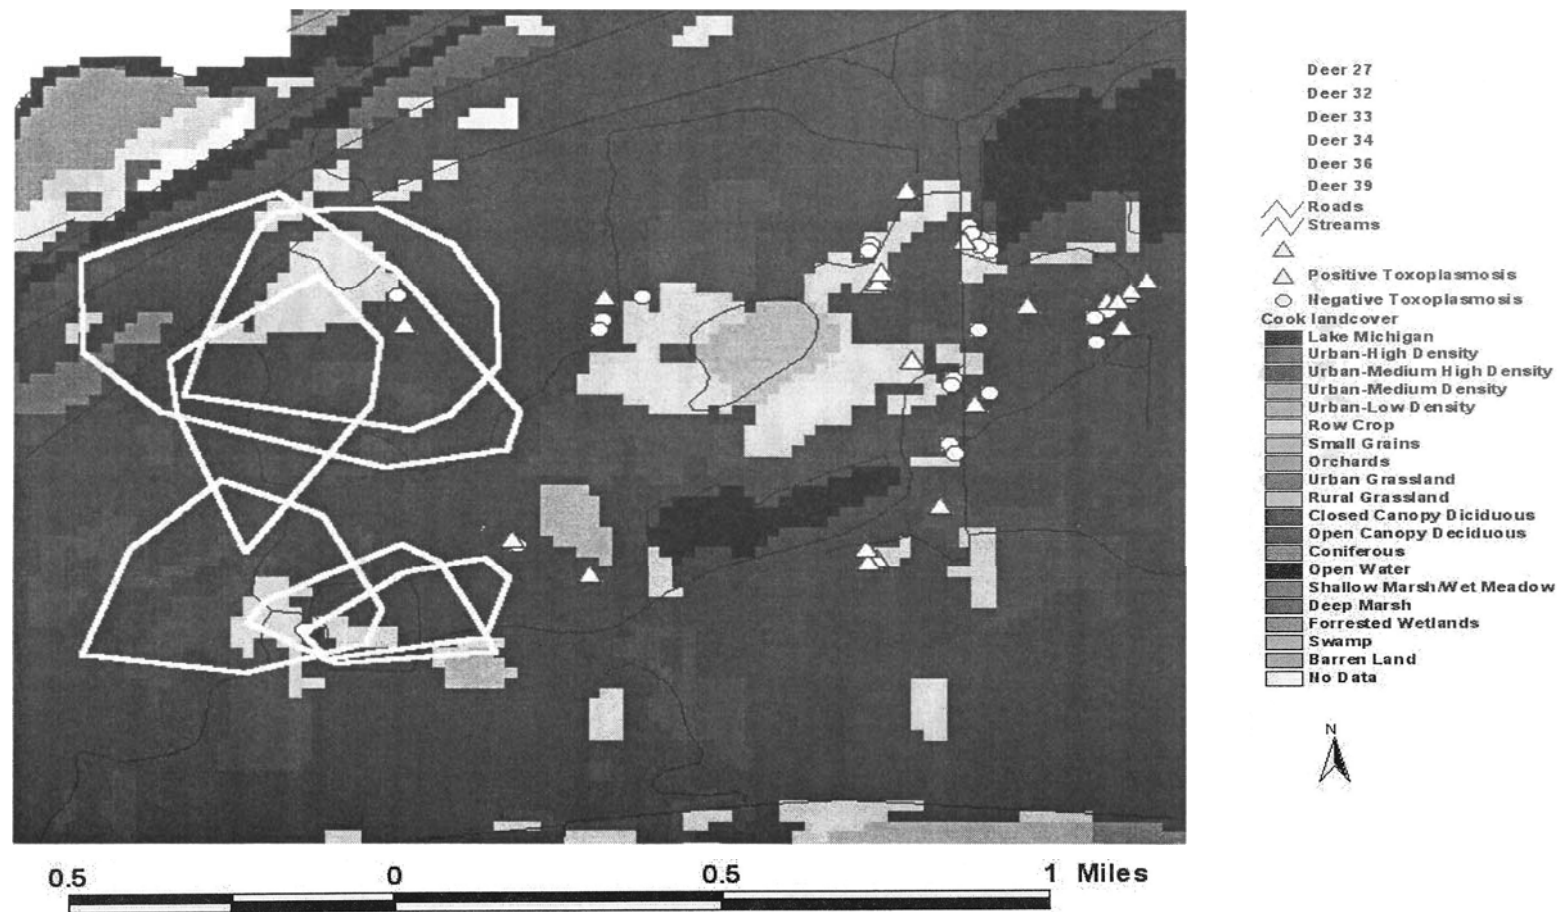 Deer 27
Deer 32
Deer 33
Deer 34
Deer 36
Deer 39
Roads
Streams
Positive Toxoplasmosis
Negative Toxoplasmosis
Cook landcover
Lake Michigan
Urban-High Density
Urban-Medium High Density
Urban-Medium Density
Urban-Low Density
Row Crop
Small Grains
Orchards
Urban Grassland
Rural Grassland
Closed Canopy Diciduous
Open Canopy Deciduous
Coniferous
Open Water
Shallow Marsh/Wet Meadow
Deep Marsh
Forrested Wetlands
Swamp
Barren Land
No Data
N
0.5 0 0.5 1 Miles